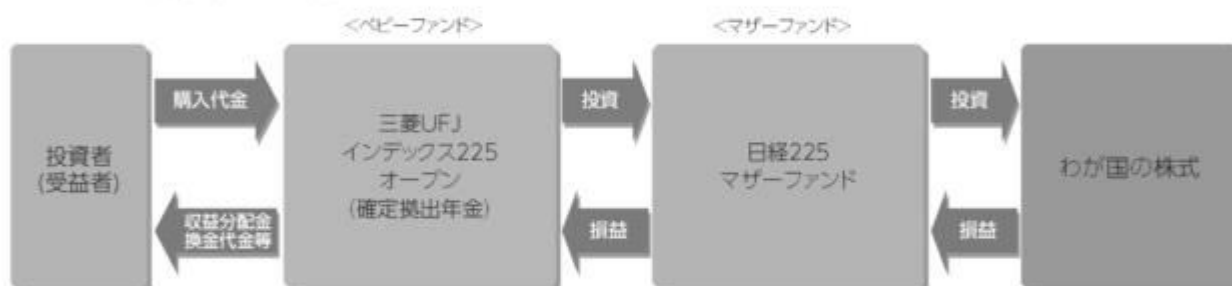 <ベビーファンド>
<マザーファンド>
投資者
(受益者)
購入代金
収益分配金
換金代金等
三菱UFJ
インデックス225
オープン
(確定拠出年金)
投資
損益
日経225
マザーファンド
投資
損益
わが国の株式